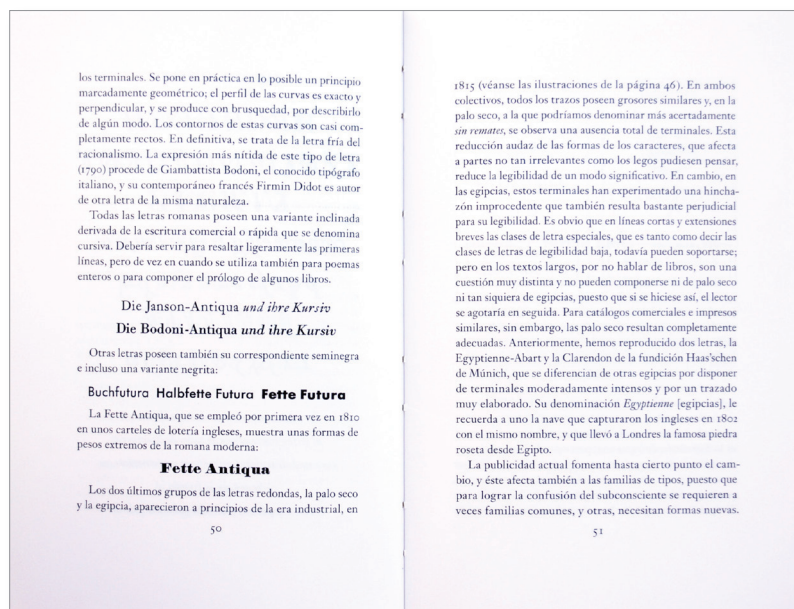 los terminales. Se pone en práctica en lo posible un principio
marcadamente geométrico; el perfil de las curvas es exacto y
perpendicular, y se produce con brusquedad, por describirlo
de algún modo. Los contornos de estas curvas son casi com-
pletamente rectos. En definitiva, se trata de la letra fría del
racionalismo. La expresión más nítida de este tipo de letra
(1790) procede de Giambattista Bodoni, el conocido tipógrafo
italiano, y su contemporáneo francés Firmin Didot es autor
de otra letra de la misma naturaleza.
Todas las letras romanas poseen una variante inclinada
derivada de la escritura comercial o rápida que se denomina
cursiva. Debería servir para resaltar ligeramente las primeras
líneas, pero de vez en cuando se utiliza también para poemas
enteros o para componer el prólogo de algunos libros.
Die Janson-Antiqua und ihre Kursiv
Die Bodoni-Antiqua und ihre Kursiv
Otras letras poseen también su correspondiente seminegra
e incluso una variante negrita:
Buchfutura Halbfette Futura Fette Futura
La Fette Antiqua, que se empleó por primera vez en 1810
en unos carteles de lotería ingleses, muestra unas formas de
pesos extremos de la romana moderna:
Fette Antiqua
Los dos últimos grupos de las letras redondas, la palo seco
y la egipcia, aparecieron a principios de la era industrial, en
50
1815 (véanse las ilustraciones de la página 46). En ambos
colectivos, todos los trazos poseen grosores similares y, en la
palo seco, a la que podríamos denominar más acertadamente
sin remates, se observa una ausencia total de terminales. Esta
reducción audaz de las formas de los caracteres, que afecta
a partes no tan irrelevantes como los legos pudiesen pensar,
reduce la legibilidad de un modo significativo. En cambio, en
las egipcias, estos terminales han experimentado una hincha-
zón improcedente que también resulta bastante perjudicial
para su legibilidad. Es obvio que en líneas cortas y extensiones
breves las clases de letra especiales, que es tanto como decir las
clases de letras de legibilidad baja, todavía pueden soportarse;
pero en los textos largos, por no hablar de libros, son una
cuestión muy distinta y no pueden componerse ni de palo seco
ni tan siquiera de egipcias, puesto que si se hiciese así, el lector
se agotaría en seguida. Para catálogos comerciales e impresos
similares, sin embargo, las palo seco resultan completamente
adecuadas. Anteriormente, hemos reproducido dos letras, la
Egyptienne-Abart y la Clarendon de la fundición Haas'schen
de Múnich, que se diferencian de otras egipcias por disponer
de terminales moderadamente intensos y por un trazado
muy elaborado. Su denominación Egyptienne [egipcias], le
recuerda a uno la nave que capturaron los ingleses en 1802
con el mismo nombre, y que llevó a Londres la famosa piedra
roseta desde Egipto.
La publicidad actual fomenta hasta cierto punto el cam-
bio, y éste afecta también a las familias de tipos, puesto que
para lograr la confusión del subconsciente se requieren a
veces familias comunes, y otras, necesitan formas nuevas.
51